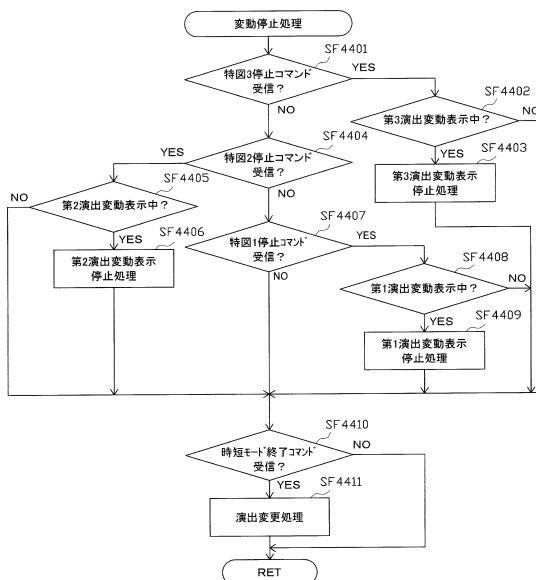 変動停止処理
SF4401
特図3停止コマンド
受信？
YES
NO
SF4402
第3演出変動表示中？
NO
YES
SF4403
第3演出変動表示
停止処理
SF4404
特図2停止コマンド
受信？
YES
NO
SF4405
第2演出変動表示中？
NO
YES
SF4406
第2演出変動表示
停止処理
SF4407
特図1停止コマンド
受信？
YES
NO
SF4408
第1演出変動表示中？
NO
YES
SF4409
第1演出変動表示
停止処理
SF4410
時短モード終了コマンド
受信？
NO
YES
SF4411
演出変更処理
RET